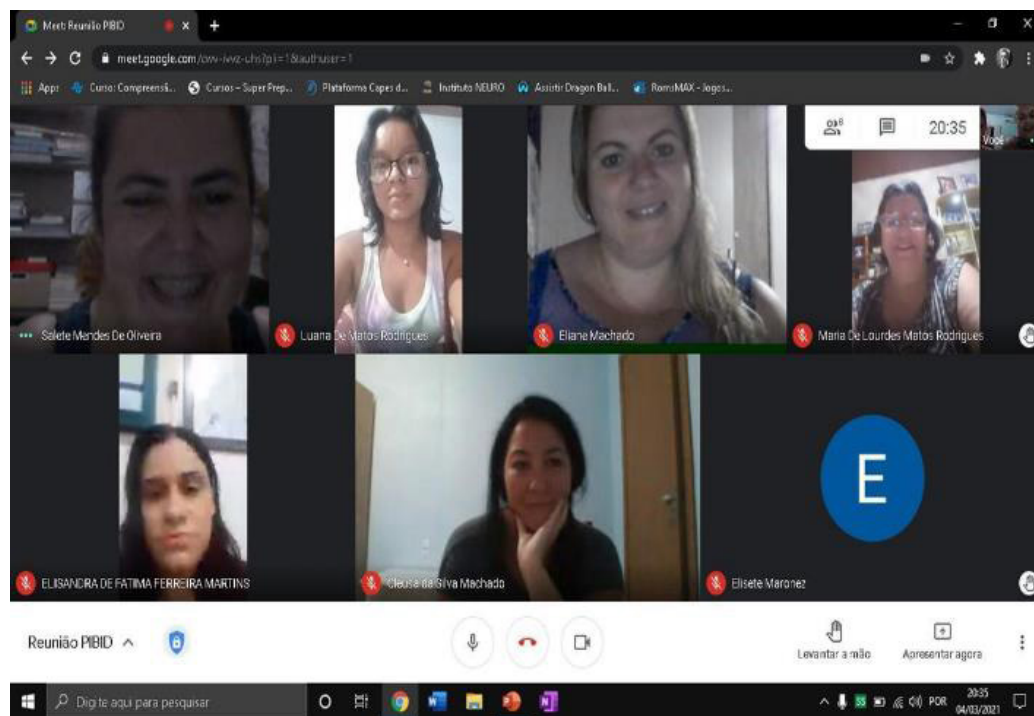 Meet: Reunião PIBID
meet.google.com/
Apps Curso: Compreensã... Cursos – Super Prep... Plataforma Capes d... Instituto NEURO Assistir Dragon Ball... RomsMAX - Jogos...
8 20:35
Você
Salete Mendes De Oliveira Luana De Matos Rodrigues Eliane Machado Maria De Lourdes Matos Rodrigues
E
ELISANDRA DE FATIMA FERREIRA MARTINS Cleusa da Silva Machado Elisete Maronez
Reunião PIBID
Levantar a mão Apresentar agora
Digite aqui para pesquisar
POR
20:35
04/03/2021